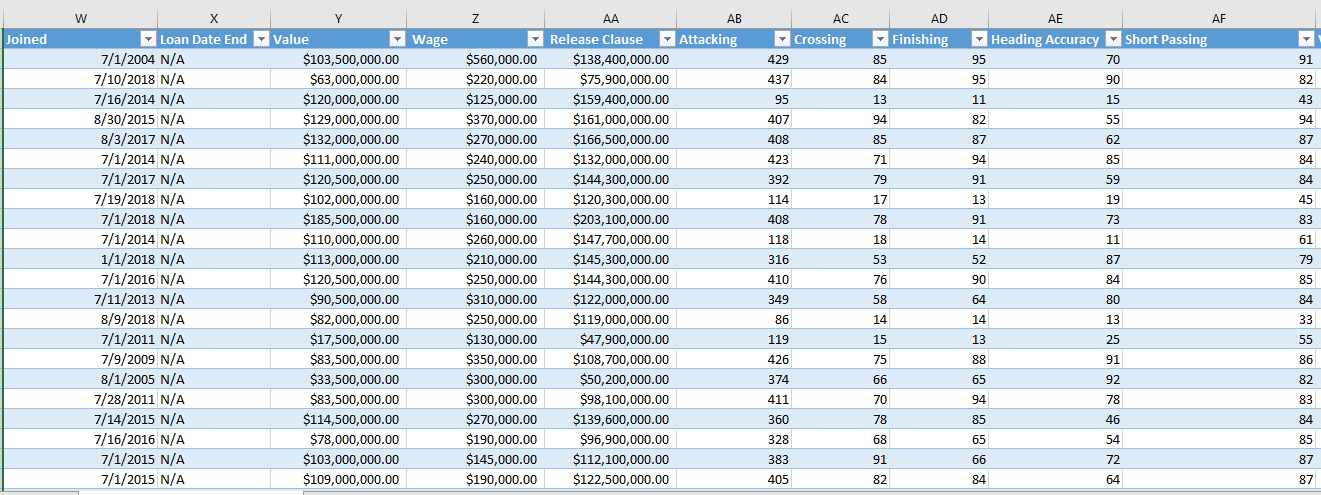 W X Y Z AA AB AC AD AE AF
Joined Loan Date End Value Wage Release Clause Attacking Crossing Finishing Heading Accuracy Short Passing
7/1/2004 N/A $103,500,000.00 $560,000.00 $138,400,000.00 429 85 95 70 91
7/10/2018 N/A $63,000,000.00 $220,000.00 $75,900,000.00 437 84 95 90 82
7/16/2014 N/A $120,000,000.00 $125,000.00 $159,400,000.00 95 13 11 15 43
8/30/2015 N/A $129,000,000.00 $370,000.00 $161,000,000.00 407 94 82 55 94
8/3/2017 N/A $132,000,000.00 $270,000.00 $166,500,000.00 408 85 87 62 87
7/1/2014 N/A $111,000,000.00 $240,000.00 $132,000,000.00 423 71 94 85 84
7/1/2017 N/A $120,500,000.00 $250,000.00 $144,300,000.00 392 79 91 59 84
7/19/2018 N/A $102,000,000.00 $160,000.00 $120,300,000.00 114 17 13 19 45
7/1/2018 N/A $185,500,000.00 $160,000.00 $203,100,000.00 408 78 91 73 83
7/1/2014 N/A $110,000,000.00 $260,000.00 $147,700,000.00 118 18 14 11 61
1/1/2018 N/A $113,000,000.00 $210,000.00 $145,300,000.00 316 53 52 87 79
7/1/2016 N/A $120,500,000.00 $250,000.00 $144,300,000.00 410 76 90 84 85
7/11/2013 N/A $90,500,000.00 $310,000.00 $122,000,000.00 349 58 64 80 84
8/9/2018 N/A $82,000,000.00 $250,000.00 $119,000,000.00 86 14 14 13 33
7/1/2011 N/A $17,500,000.00 $130,000.00 $47,900,000.00 119 15 13 25 55
7/9/2009 N/A $83,500,000.00 $350,000.00 $108,700,000.00 426 75 88 91 86
8/1/2005 N/A $33,500,000.00 $300,000.00 $50,200,000.00 374 66 65 92 82
7/28/2011 N/A $83,500,000.00 $300,000.00 $98,100,000.00 411 70 94 78 83
7/14/2015 N/A $114,500,000.00 $270,000.00 $139,600,000.00 360 78 85 46 84
7/16/2016 N/A $78,000,000.00 $190,000.00 $96,900,000.00 328 68 65 54 85
7/1/2015 N/A $103,000,000.00 $145,000.00 $112,100,000.00 383 91 66 72 87
7/1/2015 N/A $109,000,000.00 $190,000.00 $122,500,000.00 405 82 84 64 87